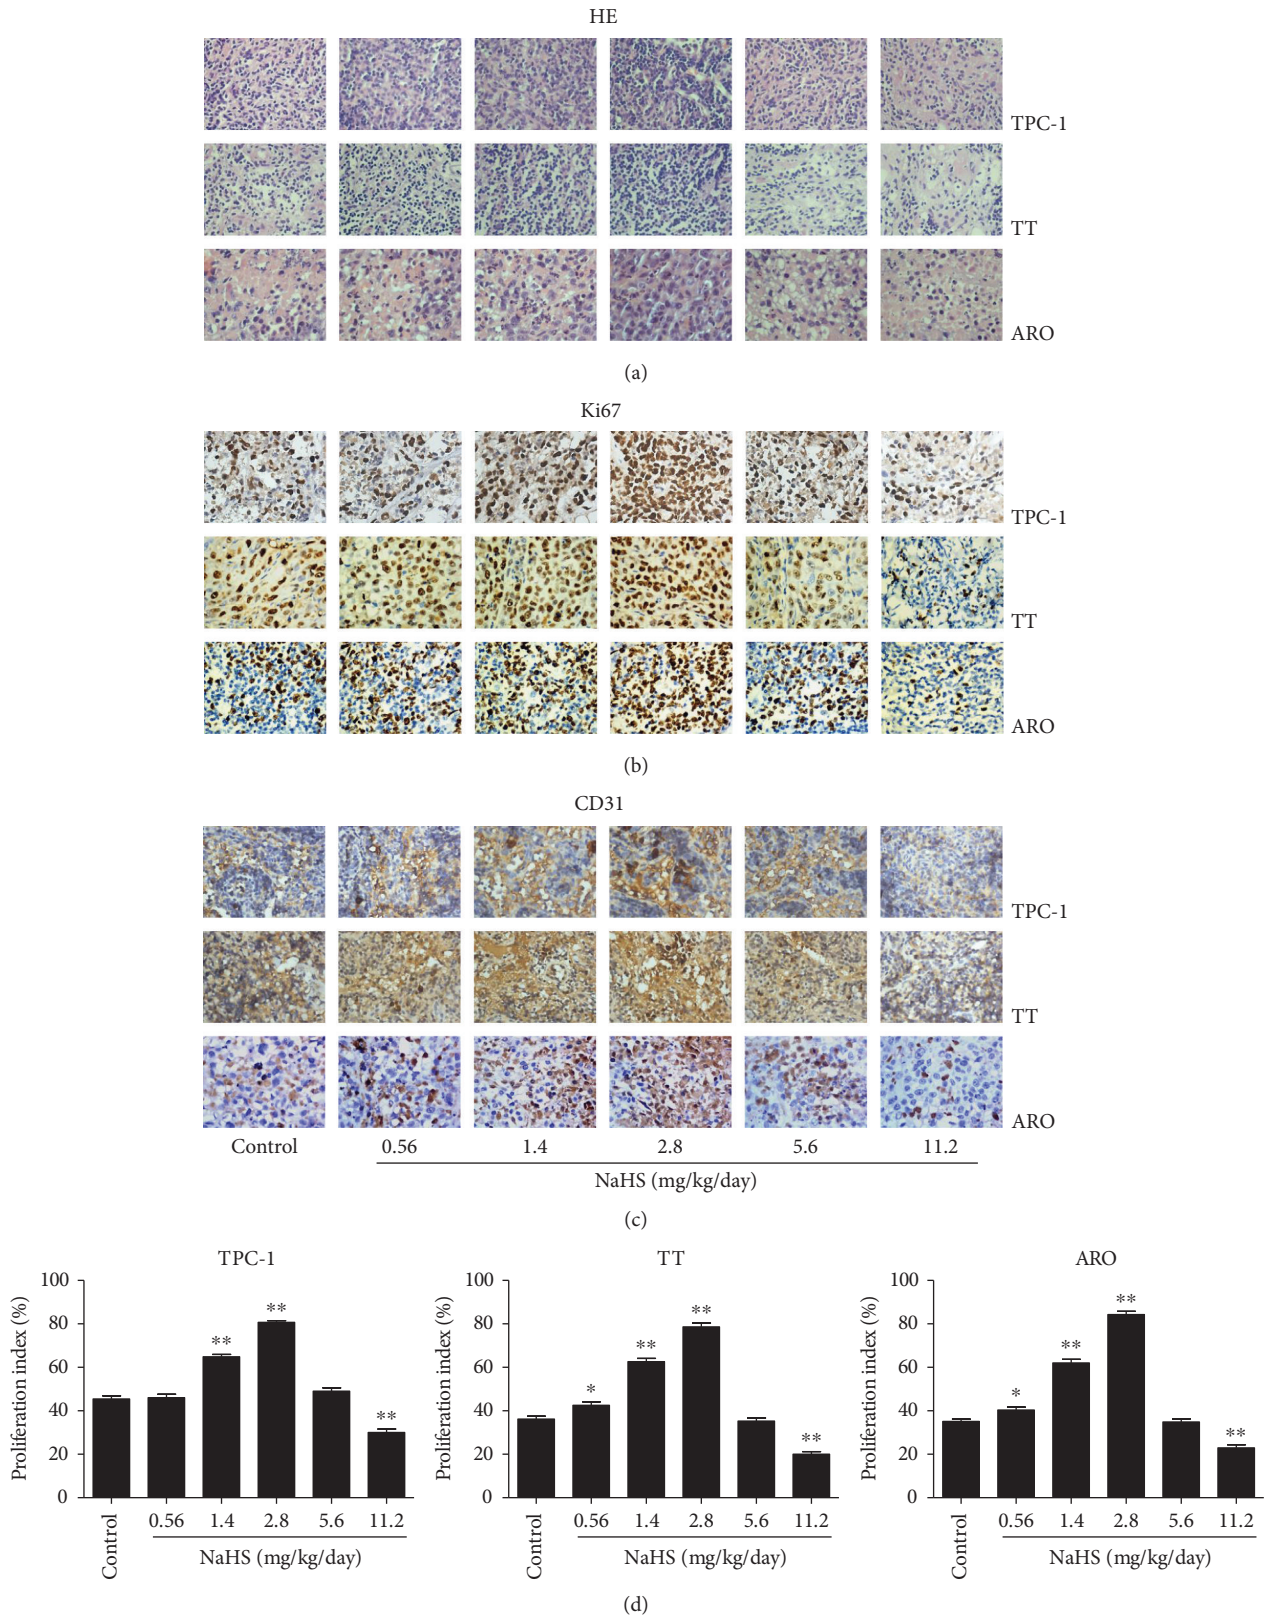 HE
TPC-1
TT
ARO
(a)
Ki67
TPC-1
TT
ARO
(b)
CD31
TPC-1
TT
ARO
Control 0.56 1.4 2.8 5.6 11.2
NaHS (mg/kg/day)
(c)
TPC-1
Proliferation index (%)
100
80
60
40
20
0
** ** **
Control 0.56 1.4 2.8 5.6 11.2
NaHS (mg/kg/day)
TT
Proliferation index (%)
100
80
60
40
20
0
* ** ** **
Control 0.56 1.4 2.8 5.6 11.2
NaHS (mg/kg/day)
ARO
Proliferation index (%)
100
80
60
40
20
0
* ** ** **
Control 0.56 1.4 2.8 5.6 11.2
NaHS (mg/kg/day)
(d)